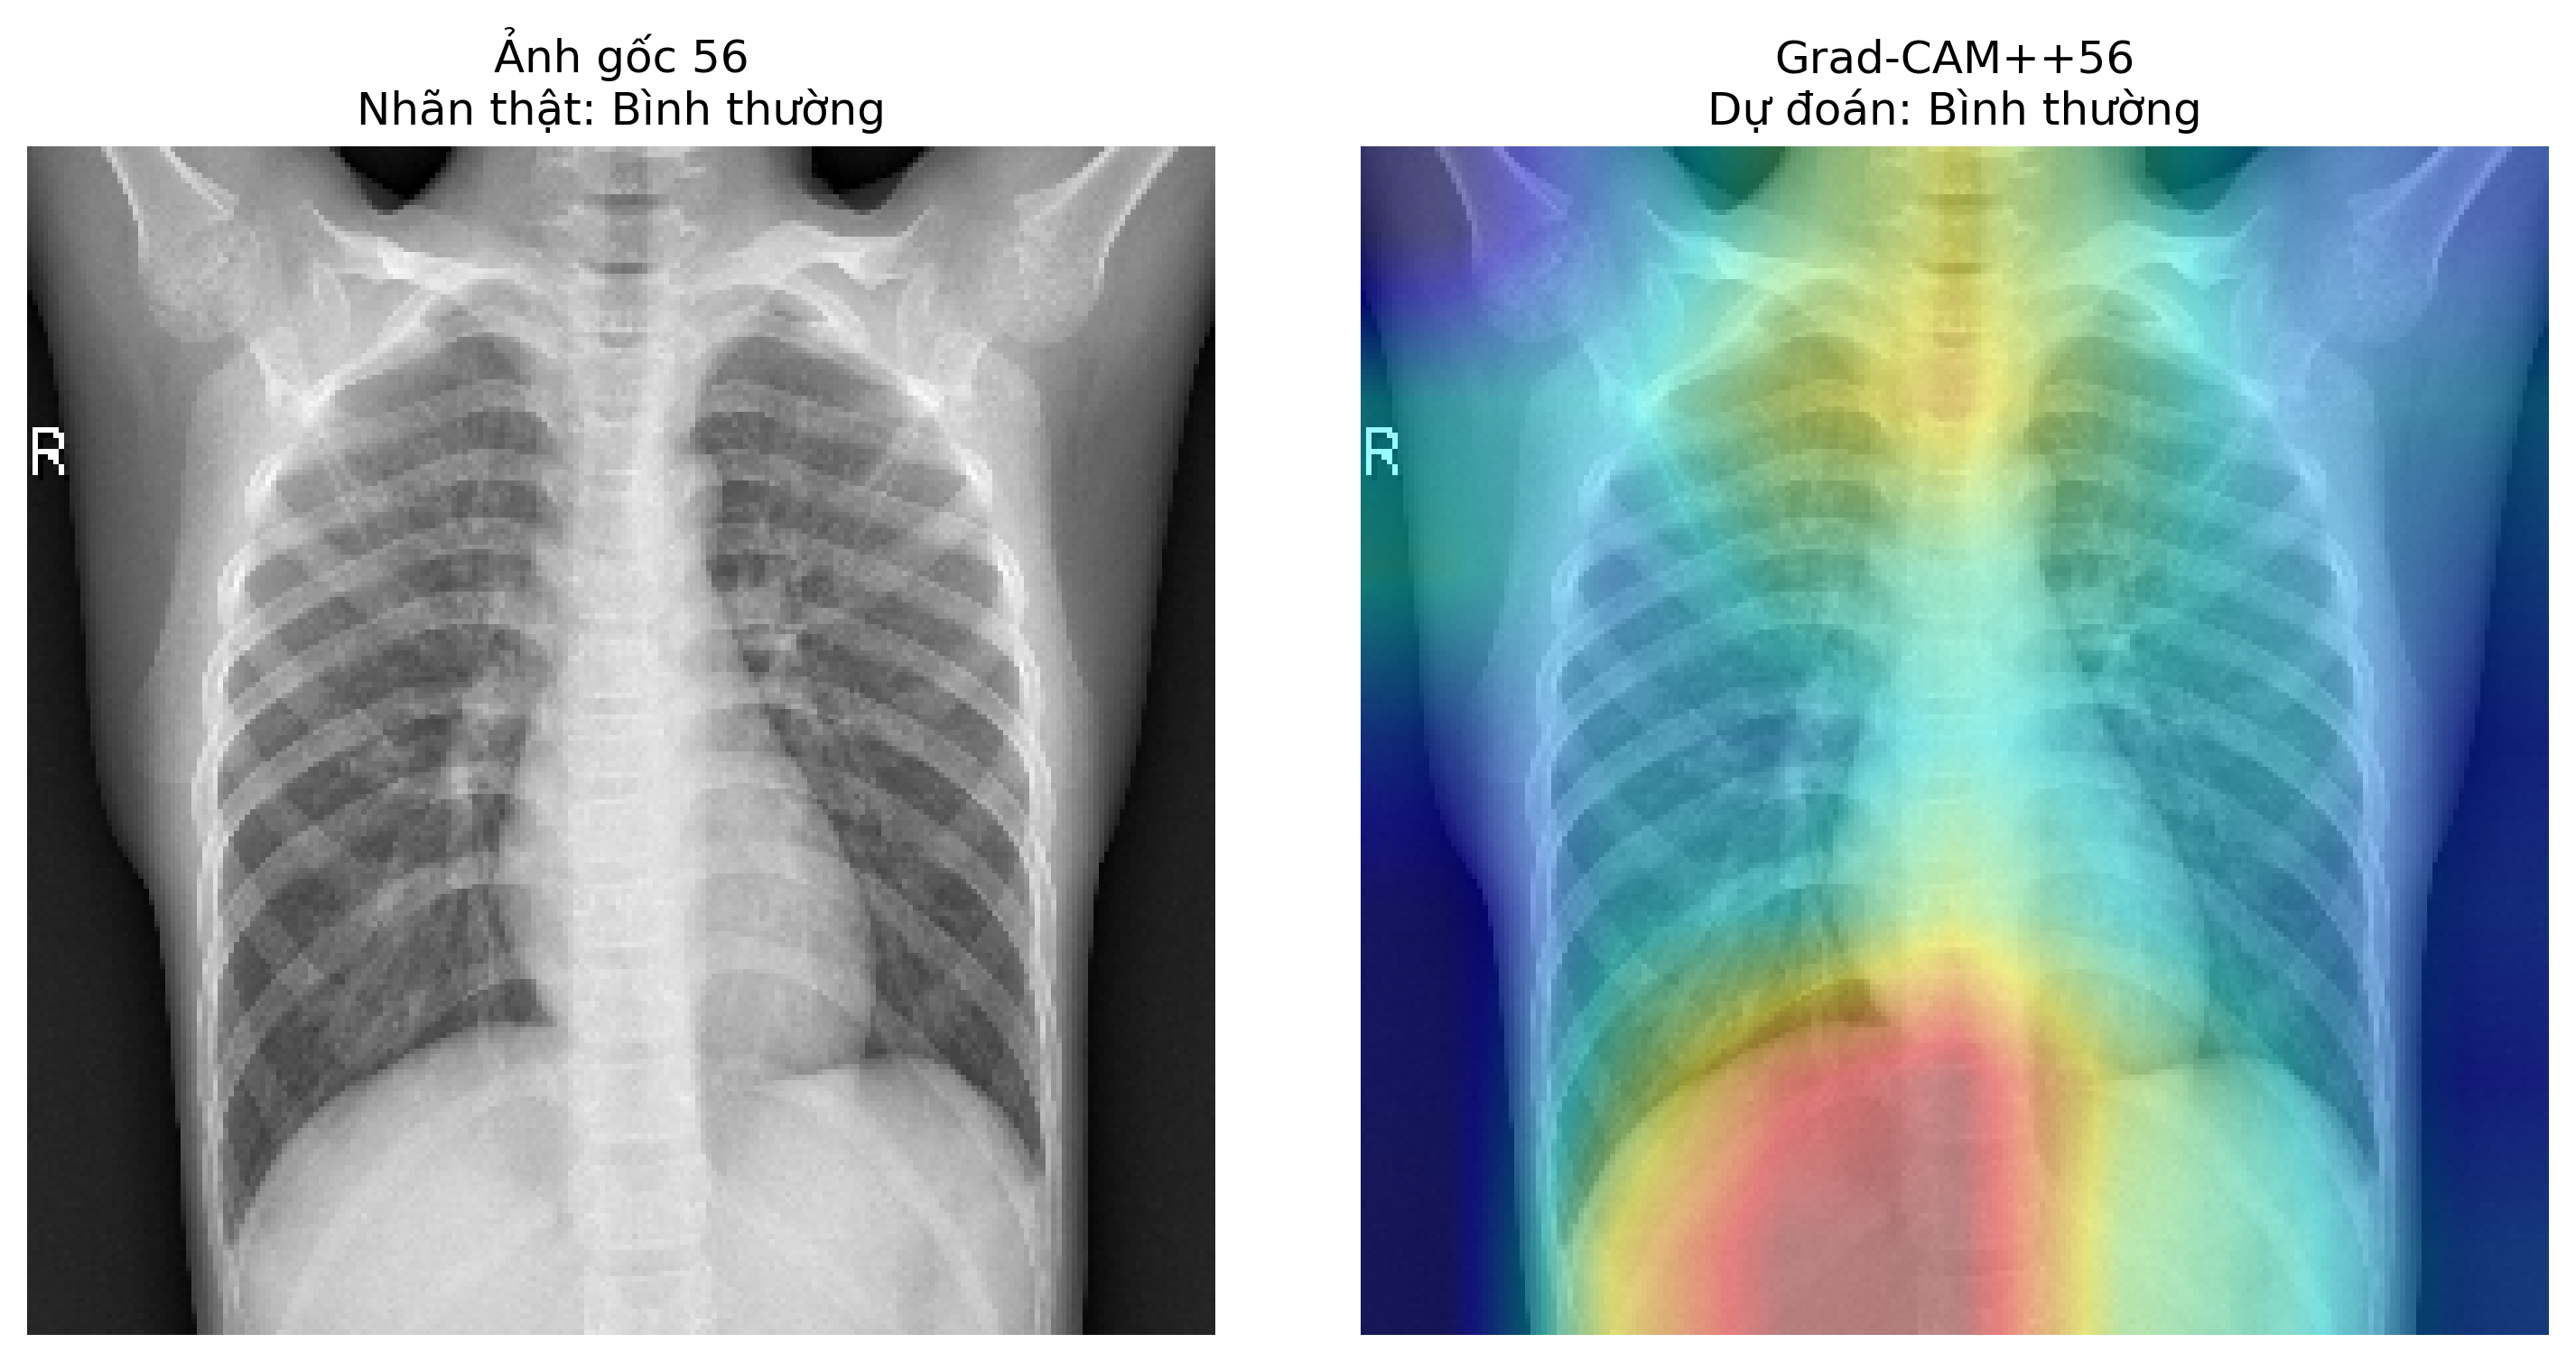 Ảnh gốc 56
Nhãn thật: Bình thường
Grad-CAM++56
Dự đoán: Bình thường
R
R